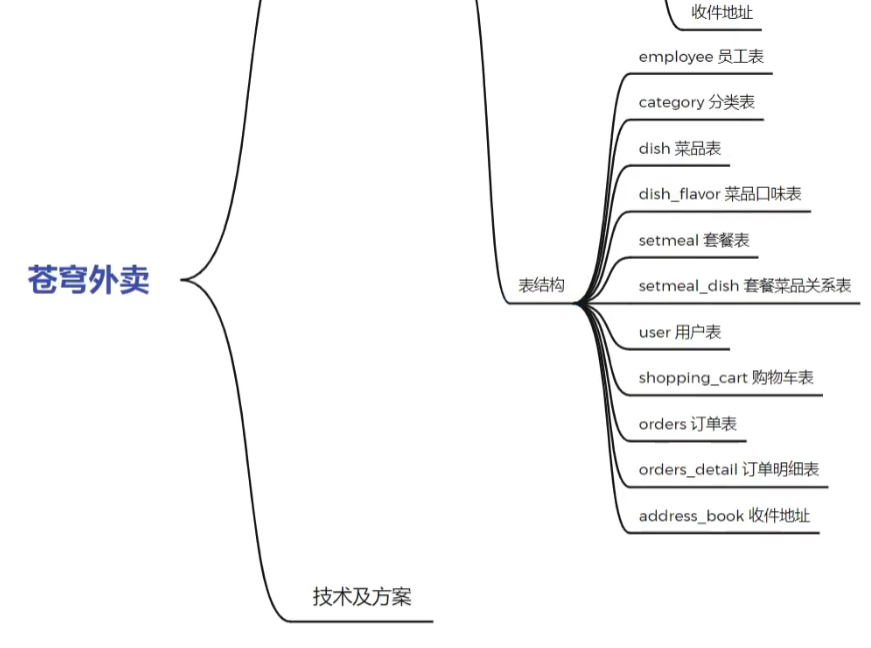 收件地址
employee 员工表
category 分类表
dish 菜品表
dish_flavor 菜品口味表
setmeal 套餐表
苍穹外卖
表结构
setmeal_dish 套餐菜品关系表
user 用户表
shopping_cart 购物车表
orders 订单表
orders_detail 订单明细表
address_book 收件地址
技术及方案